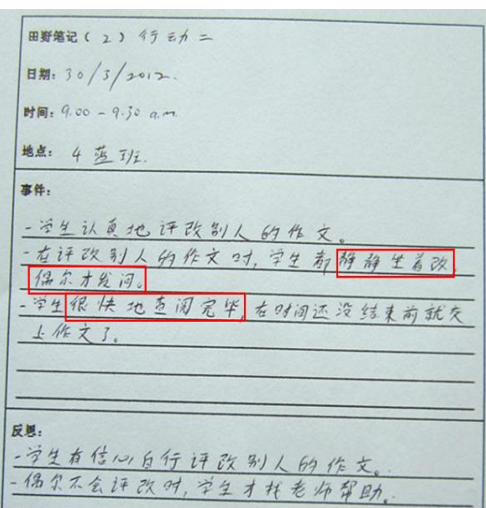 田野笔记(2)行动二
日期: 30/3/2012.
时间: 9.00 - 9.30 a.m.
地点: 4 蓝班.
事件:
-学生认真地评改别人的作文。
-在评改别人的作文时,学生都静静坐着改,
偶尔才发问。
-学生很快地查阅完毕,在时间还没结束前就交
上作文了。
反思:
-学生有信心自行评改别人的作文。
-偶尔不会评改时,学生才找老师帮助。